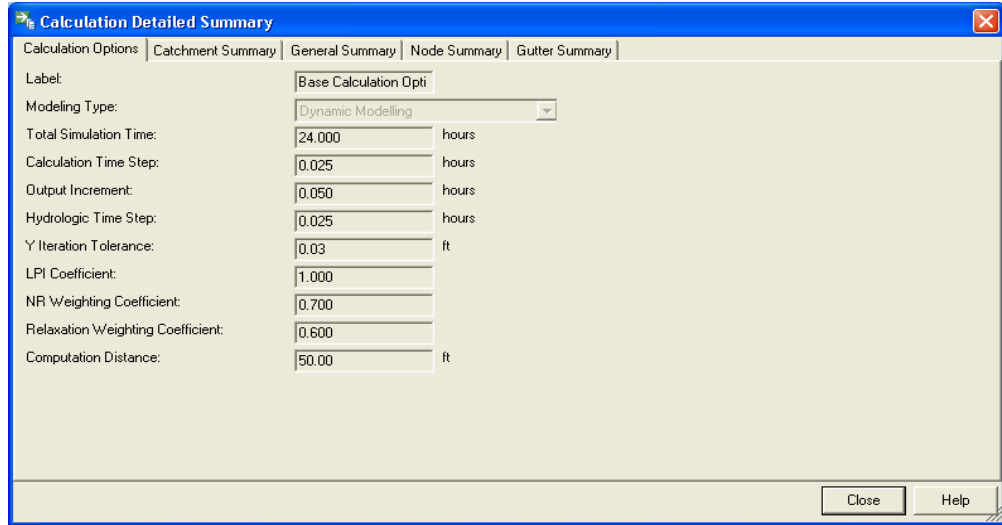 Calculation Detailed Summary
Calculation Options Catchment Summary General Summary Node Summary Gutter Summary
Label: Base Calculation Opti
Modeling Type: Dynamic Modelling
Total Simulation Time: 24.000 hours
Calculation Time Step: 0.025 hours
Output Increment: 0.050 hours
Hydrologic Time Step: 0.025 hours
Y Iteration Tolerance: 0.03 ft
LPI Coefficient: 1.000
NR Weighting Coefficient: 0.700
Relaxation Weighting Coefficient: 0.600
Computation Distance: 50.00 ft
Close Help